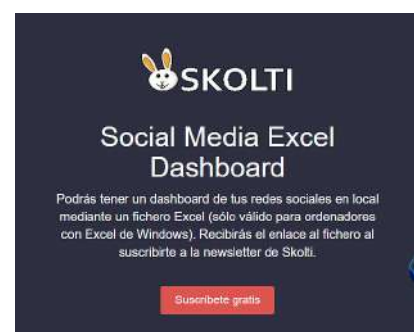 SKOLTI
Social Media Excel
Dashboard
Podrás tener un dashboard de tus redes sociales en local
mediante un fichero Excel (sólo válido para ordenadores
con Excel de Windows). Recibirás el enlace al fichero al
suscribirte a la newsletter de Skolti.
Suscríbete gratis